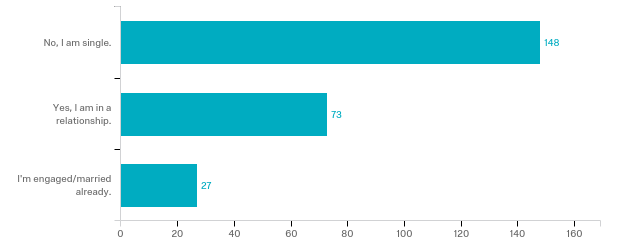 No, I am single.
148
Yes, I am in a
relationship.
73
I'm engaged/married
already.
27
0 20 40 60 80 100 120 140 160